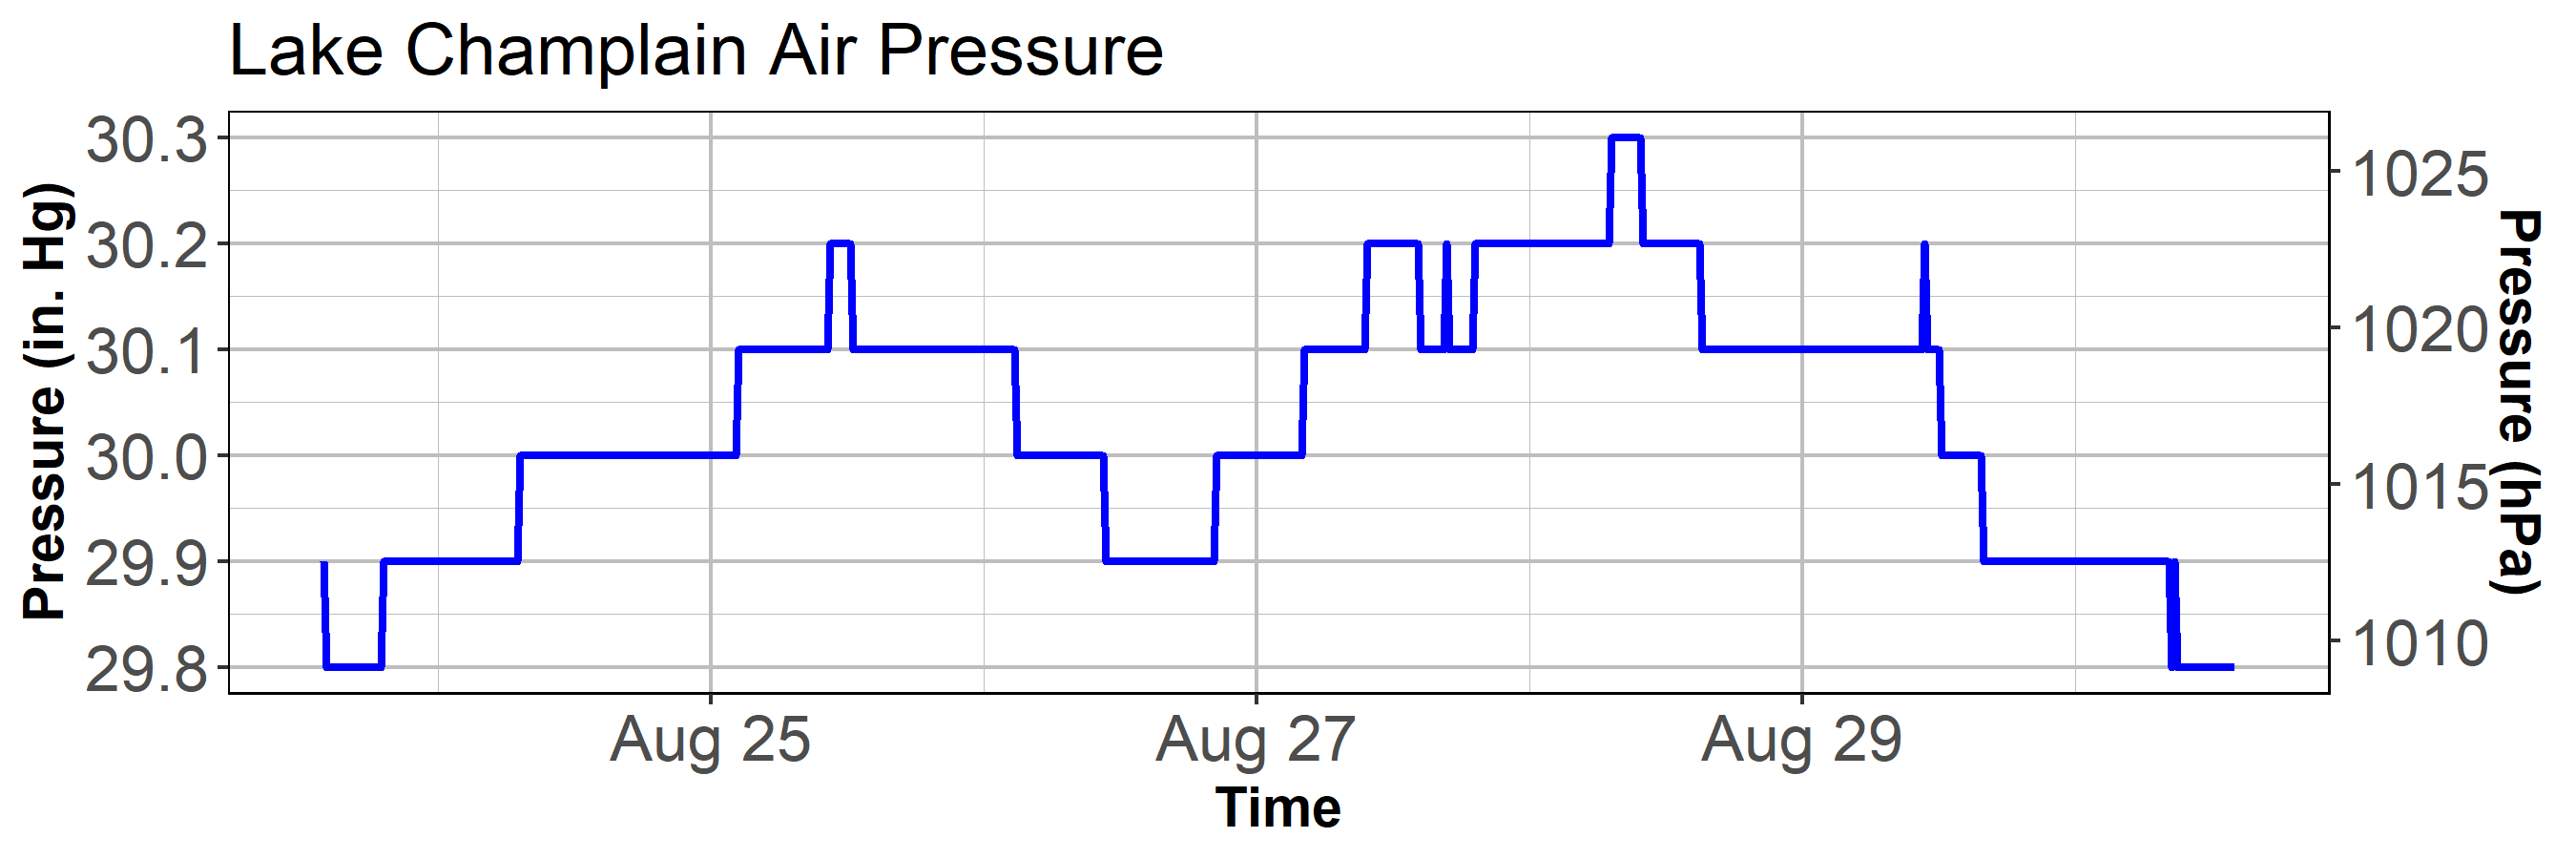 Lake Champlain Air Pressure
Pressure (in. Hg)
30.3
30.2
30.1
30.0
29.9
29.8
1025
1020
1015
1010
Pressure (hPa)
Aug 25
Aug 27
Aug 29
Time